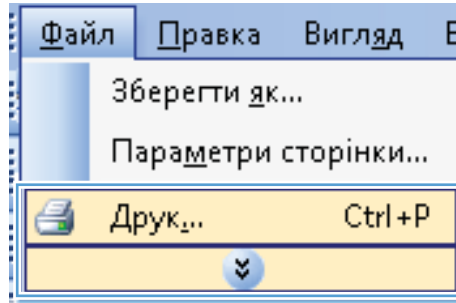 Файл Правка Вигляд
Зберегти як...
Параметри сторінки...
Друк... Ctrl+P